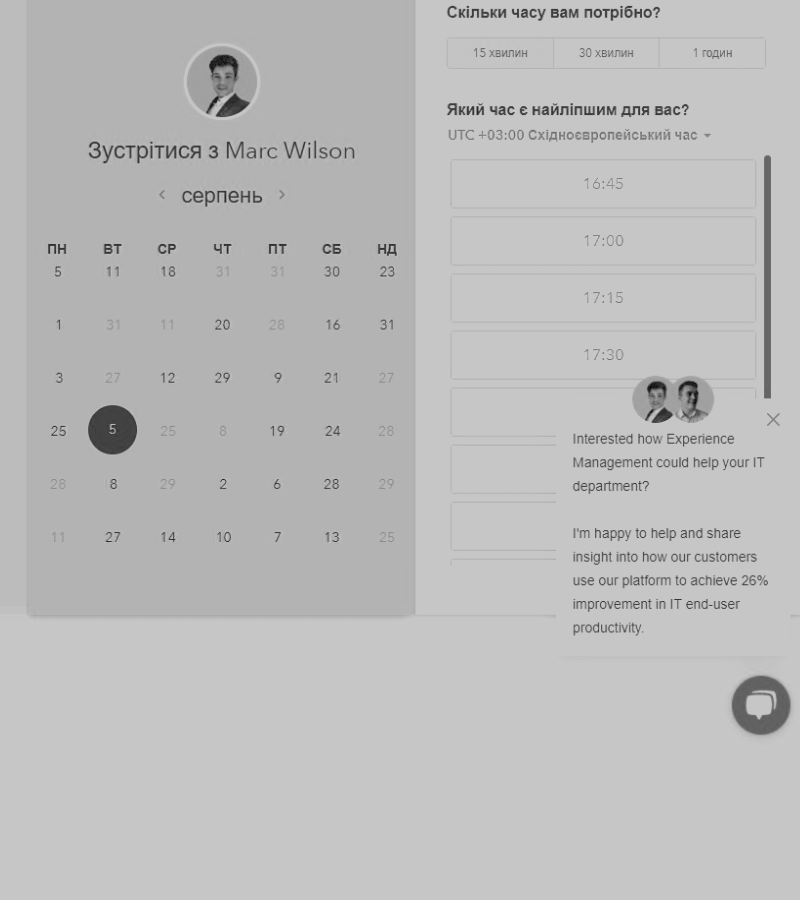 Зустрітися з Marc Wilson
серпень
ПН ВТ СР ЧТ ПТ СБ НД
5 11 18 31 31 30 23
1 31 11 20 28 16 31
3 27 12 29 9 21 27
25 5 25 8 19 24 28
28 8 29 2 6 28 29
11 27 14 10 7 13 25
Скільки часу вам потрібно?
15 хвилин 30 хвилин 1 годин
Який час є найліпшим для вас?
UTC +03:00 Східноєвропейський час
16:45
17:00
17:15
17:30
Interested how Experience
Management could help your IT
department?
I'm happy to help and share
insight into how our customers
use our platform to achieve 26%
improvement in IT end-user
productivity.